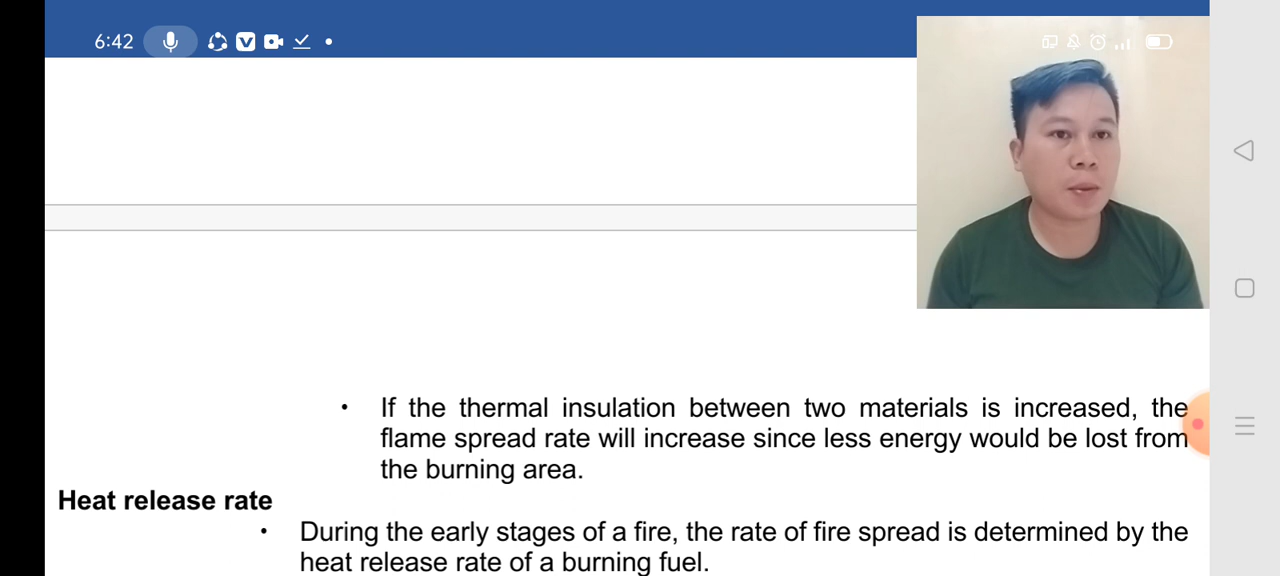 6:42
• If the thermal insulation between two materials is increased, the
flame spread rate will increase since less energy would be lost from
the burning area.
Heat release rate
• During the early stages of a fire, the rate of fire spread is determined by the
heat release rate of a burning fuel.